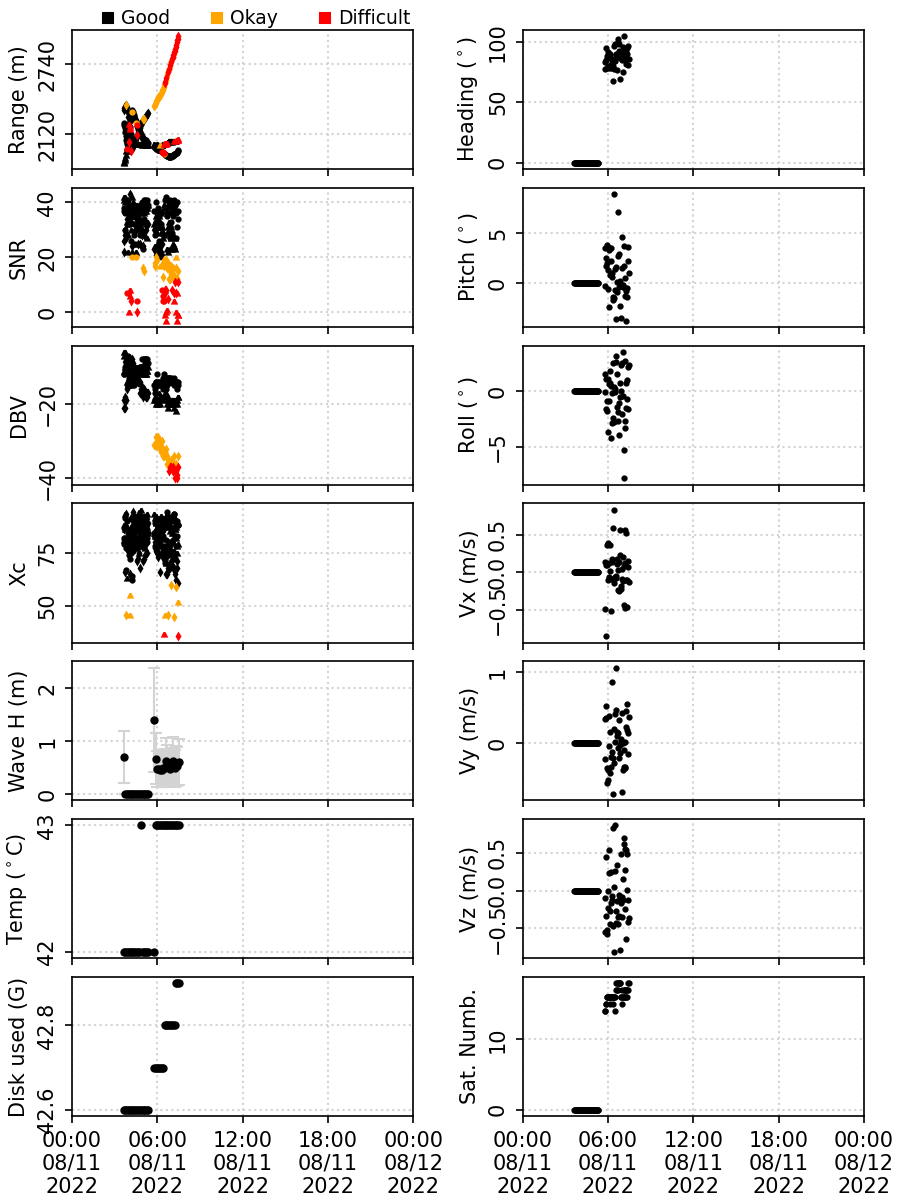 Good Okay Difficult
Range (m)
2740
2120
Heading (°)
100
50
0
SNR
40
20
0
Pitch (°)
5
0
DBV
−20
−40
Roll (°)
0
−5
Xc
75
50
Vx (m/s)
0.5
0.0
−0.5
Wave H (m)
2
1
0
Vy (m/s)
1
0
Temp (°C)
43
42
Vz (m/s)
0.5
0.0
−0.5
Disk used (G)
42.8
42.6
Sat. Numb.
10
0
00:00 06:00 12:00 18:00 00:00 00:00 06:00 12:00 18:00 00:00
08/11 08/11 08/11 08/11 08/12 08/11 08/11 08/11 08/11 08/12
2022 2022 2022 2022 2022 2022 2022 2022 2022 2022